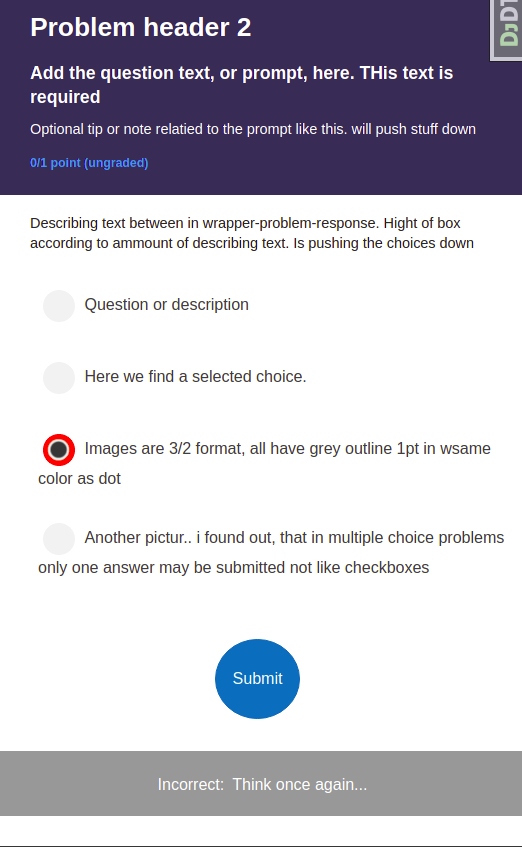 Problem header 2
DJDT
Add the question text, or prompt, here. THis text is
required
Optional tip or note relatied to the prompt like this. will push stuff down
0/1 point (ungraded)
Describing text between in wrapper-problem-response. Hight of box
according to ammount of describing text. Is pushing the choices down
Question or description
Here we find a selected choice.
Images are 3/2 format, all have grey outline 1pt in wsame
color as dot
Another pictur.. i found out, that in multiple choice problems
only one answer may be submitted not like checkboxes
Submit
Incorrect:  Think once again...